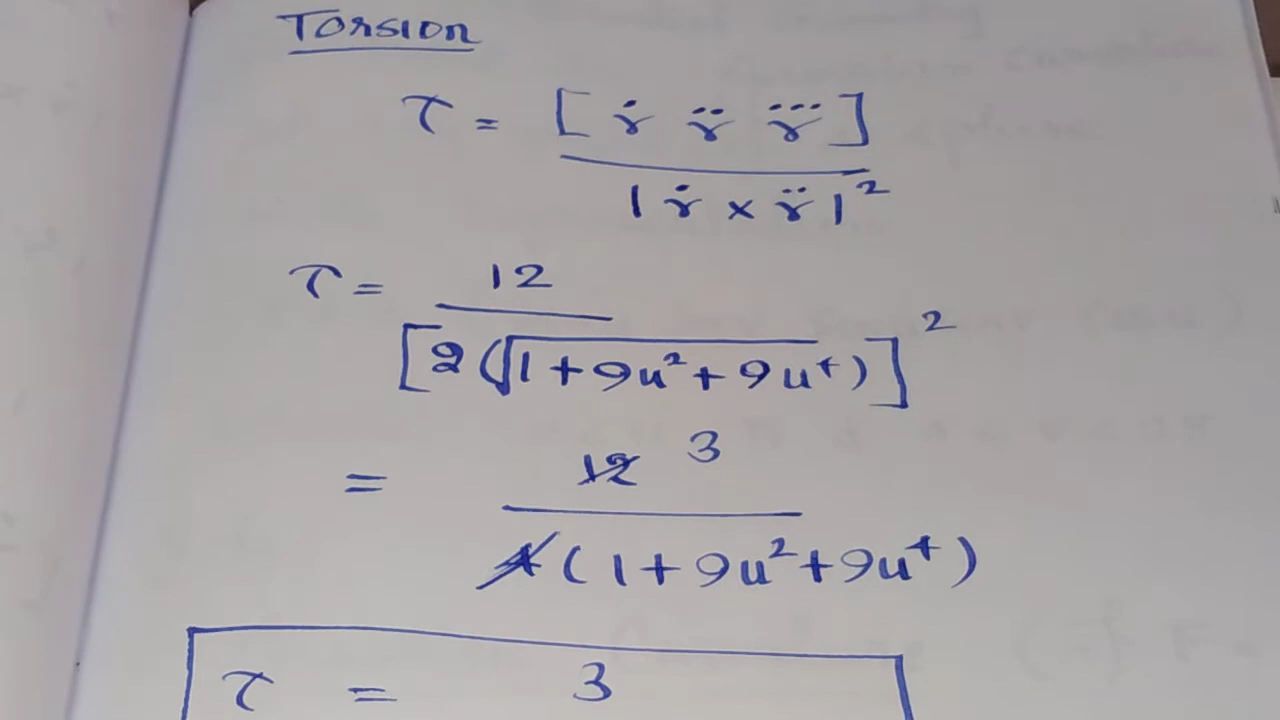 Torsion
τ = [ ṙ r̈ r⃛ ] / |ṙ × r̈|²
τ = 12 / [2(√1+9u²+9u⁴)]²
= 12 3 / 4(1+9u²+9u⁴)
τ = 3